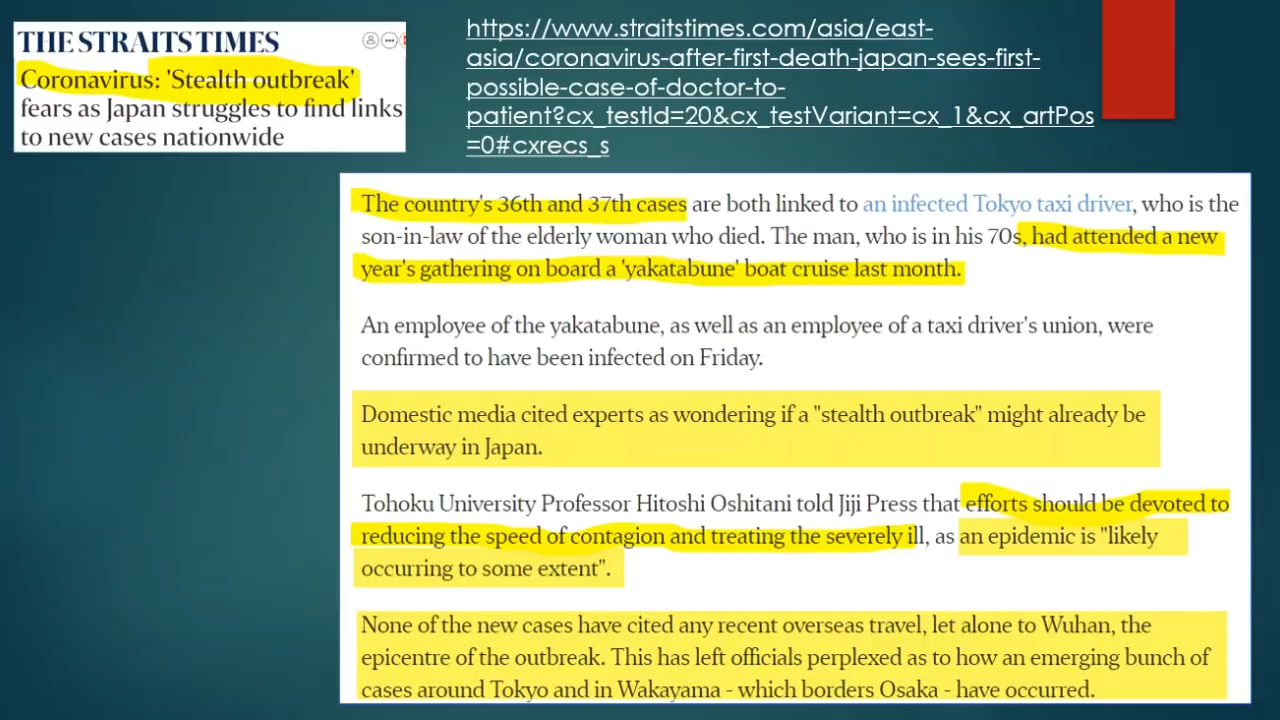 THE STRAITS TIMES
Coronavirus: 'Stealth outbreak'
fears as Japan struggles to find links
to new cases nationwide
https://www.straitstimes.com/asia/east-
asia/coronavirus-after-first-death-japan-sees-first-
possible-case-of-doctor-to-
patient?cx_testId=20&cx_testVariant=cx_1&cx_artPos
=0#cxrecs_s
The country's 36th and 37th cases are both linked to an infected Tokyo taxi driver, who is the
son-in-law of the elderly woman who died. The man, who is in his 70s, had attended a new
year's gathering on board a 'yakatabune' boat cruise last month.
An employee of the yakatabune, as well as an employee of a taxi driver's union, were
confirmed to have been infected on Friday.
Domestic media cited experts as wondering if a "stealth outbreak" might already be
underway in Japan.
Tohoku University Professor Hitoshi Oshitani told Jiji Press that efforts should be devoted to
reducing the speed of contagion and treating the severely ill, as an epidemic is "likely
occurring to some extent".
None of the new cases have cited any recent overseas travel, let alone to Wuhan, the
epicentre of the outbreak. This has left officials perplexed as to how an emerging bunch of
cases around Tokyo and in Wakayama - which borders Osaka - have occurred.